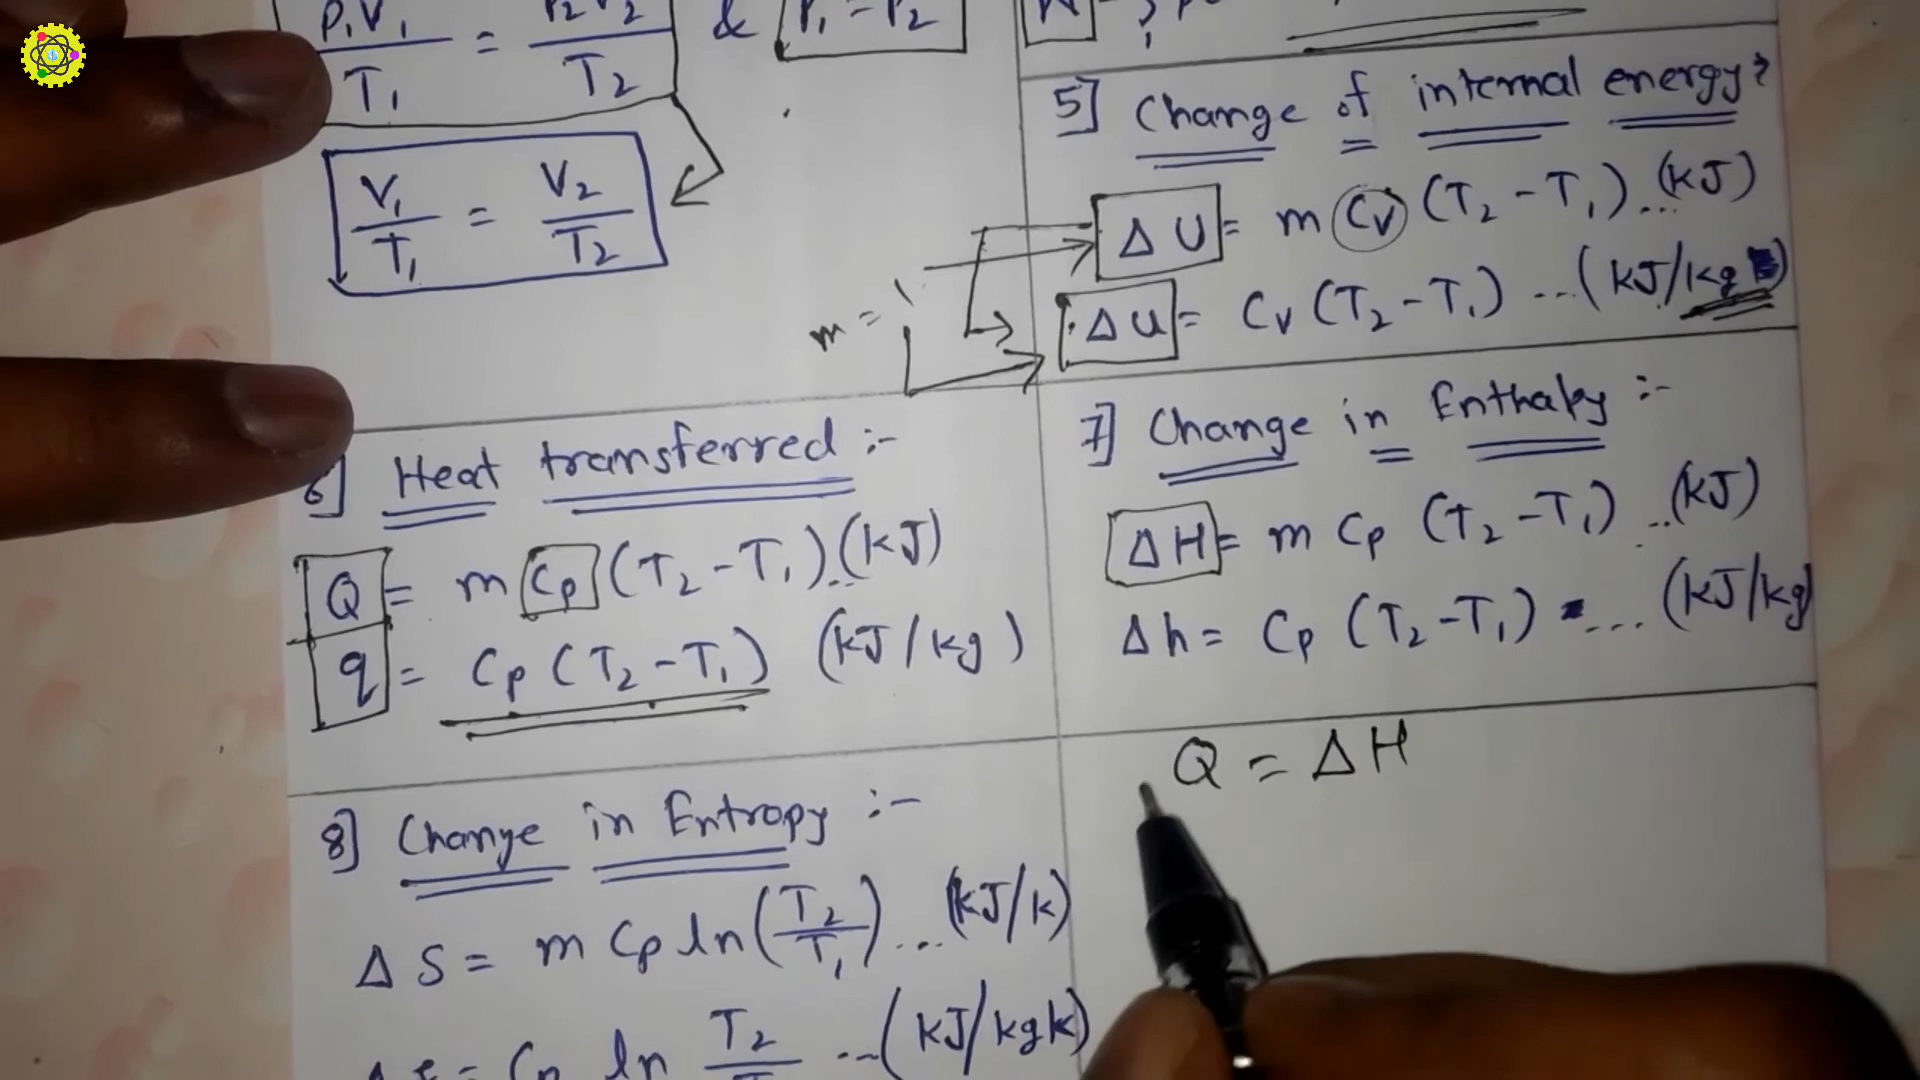 P₁V₁/T₁ = P₂V₂/T₂ & P₁ = P₂
V₁/T₁ = V₂/T₂
5] Change of internal energy?
ΔU = m Cv (T₂ - T₁)...(kJ)
m =
Δu = Cv (T₂ - T₁) ...(kJ/kg)
6] Heat transferred :-
Q = m Cp (T₂ - T₁)...(kJ)
q = Cp (T₂ - T₁) (kJ/kg)
7] Change in Enthalpy :-
ΔH = m Cp (T₂ - T₁) ...(kJ)
Δh = Cp (T₂ - T₁) .... (kJ/kg)
Q = ΔH
8] Change in Entropy :-
ΔS = m Cp ln (T₂/T₁) ...(kJ/k)
Cp ln T₂ ...(kJ/kgk)